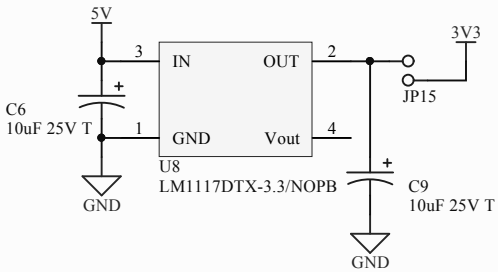 5V
3V3
3
IN
OUT
2
+
C6
10uF 25V T
JP15
1
GND
Vout
4
U8
LM1117DTX-3.3/NOPB
+
C9
10uF 25V T
GND
GND